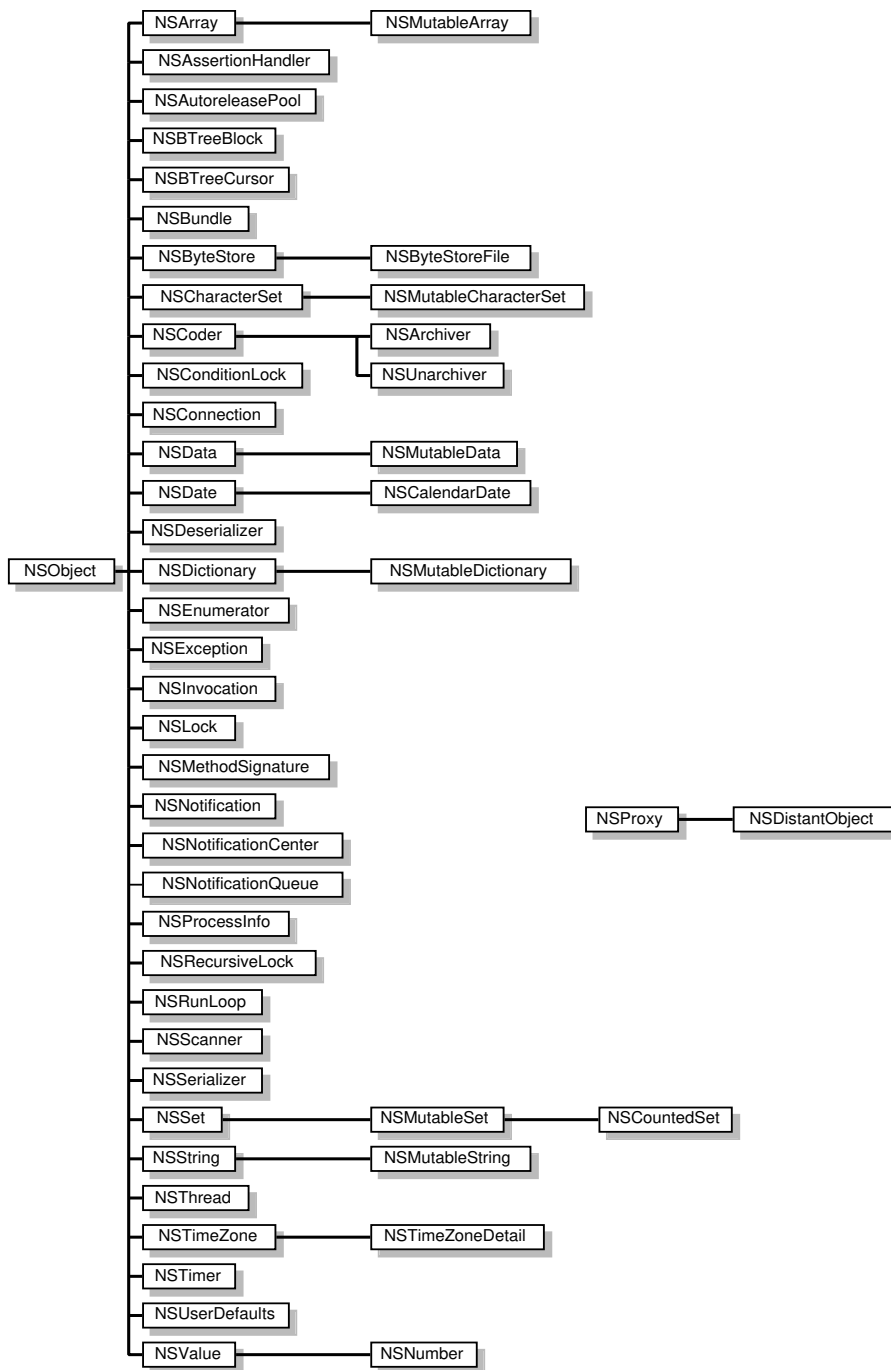 NSArray NSMutableArray
NSAssertionHandler
NSAutoreleasePool
NSBTreeBlock
NSBTreeCursor
NSBundle
NSByteStore NSByteStoreFile
NSCharacterSet NSMutableCharacterSet
NSCoder NSArchiver
NSConditionLock NSUnarchiver
NSConnection
NSData NSMutableData
NSDate NSCalendarDate
NSDeserializer
NSObject NSDictionary NSMutableDictionary
NSEnumerator
NSException
NSInvocation
NSLock
NSMethodSignature
NSNotification NSProxy NSDistantObject
NSNotificationCenter
NSNotificationQueue
NSProcessInfo
NSRecursiveLock
NSRunLoop
NSScanner
NSSerializer
NSSet NSMutableSet NSCountedSet
NSString NSMutableString
NSThread
NSTimeZone NSTimeZoneDetail
NSTimer
NSUserDefaults
NSValue NSNumber